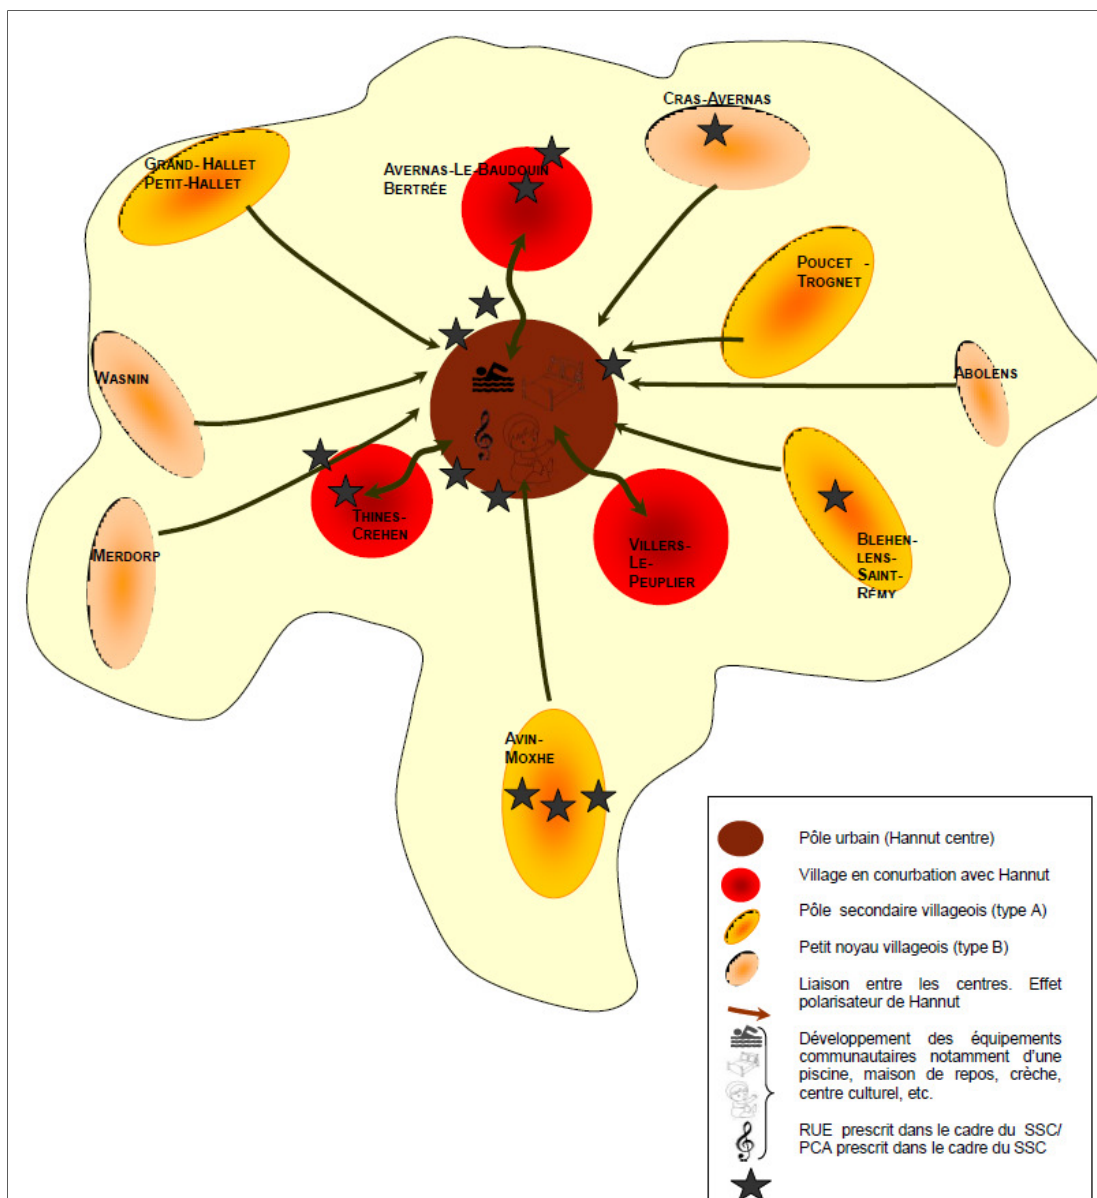 CRAS-AVERNAS
GRAND-HALLET
PETIT-HALLET
AVERNAS-LE-BAUDOUIN
BERTRÉE
POUCET -
TROGNET
WASNIN
ABOLENS
THINES-
CREHEN
MERDORP
VILLERS-
LE-
PEUPLIER
BLEHEN-
LENS-
SAINT-
RÉMY
AVIN-
MOXHE
Pôle urbain (Hannut centre)
Village en conurbation avec Hannut
Pôle secondaire villageois (type A)
Petit noyau villageois (type B)
Liaison entre les centres. Effet
polarisateur de Hannut
Développement des équipements
communautaires notamment d'une
piscine, maison de repos, crèche,
centre culturel, etc.
RUE prescrit dans le cadre du SSC/
PCA prescrit dans le cadre du SSC